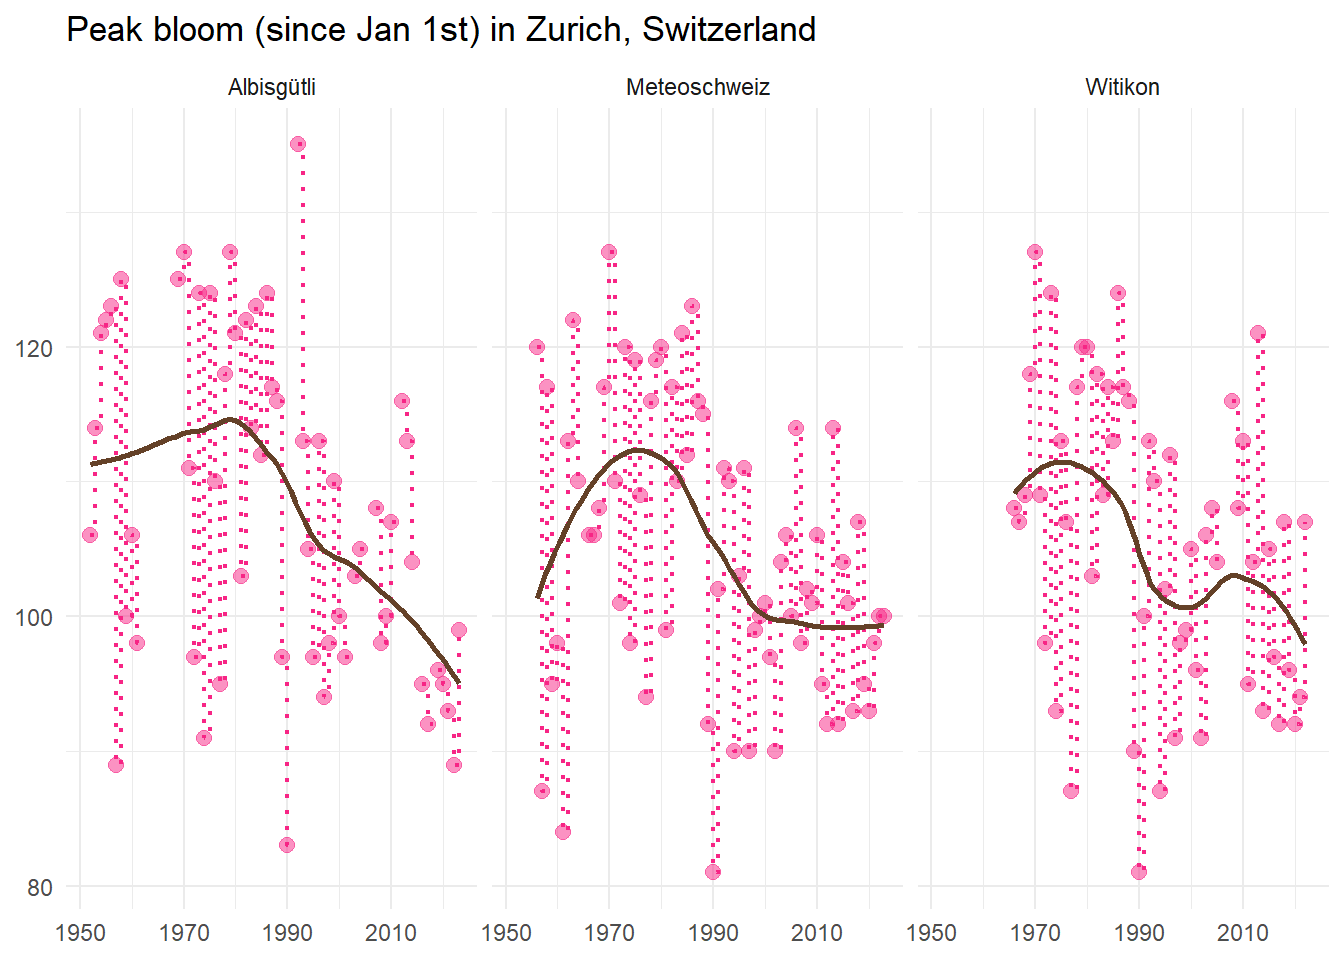 Peak bloom (since Jan 1st) in Zurich, Switzerland
Albisgütli Meteoschweiz Witikon
120
100
80
1950 1970 1990 2010 1950 1970 1990 2010 1950 1970 1990 2010